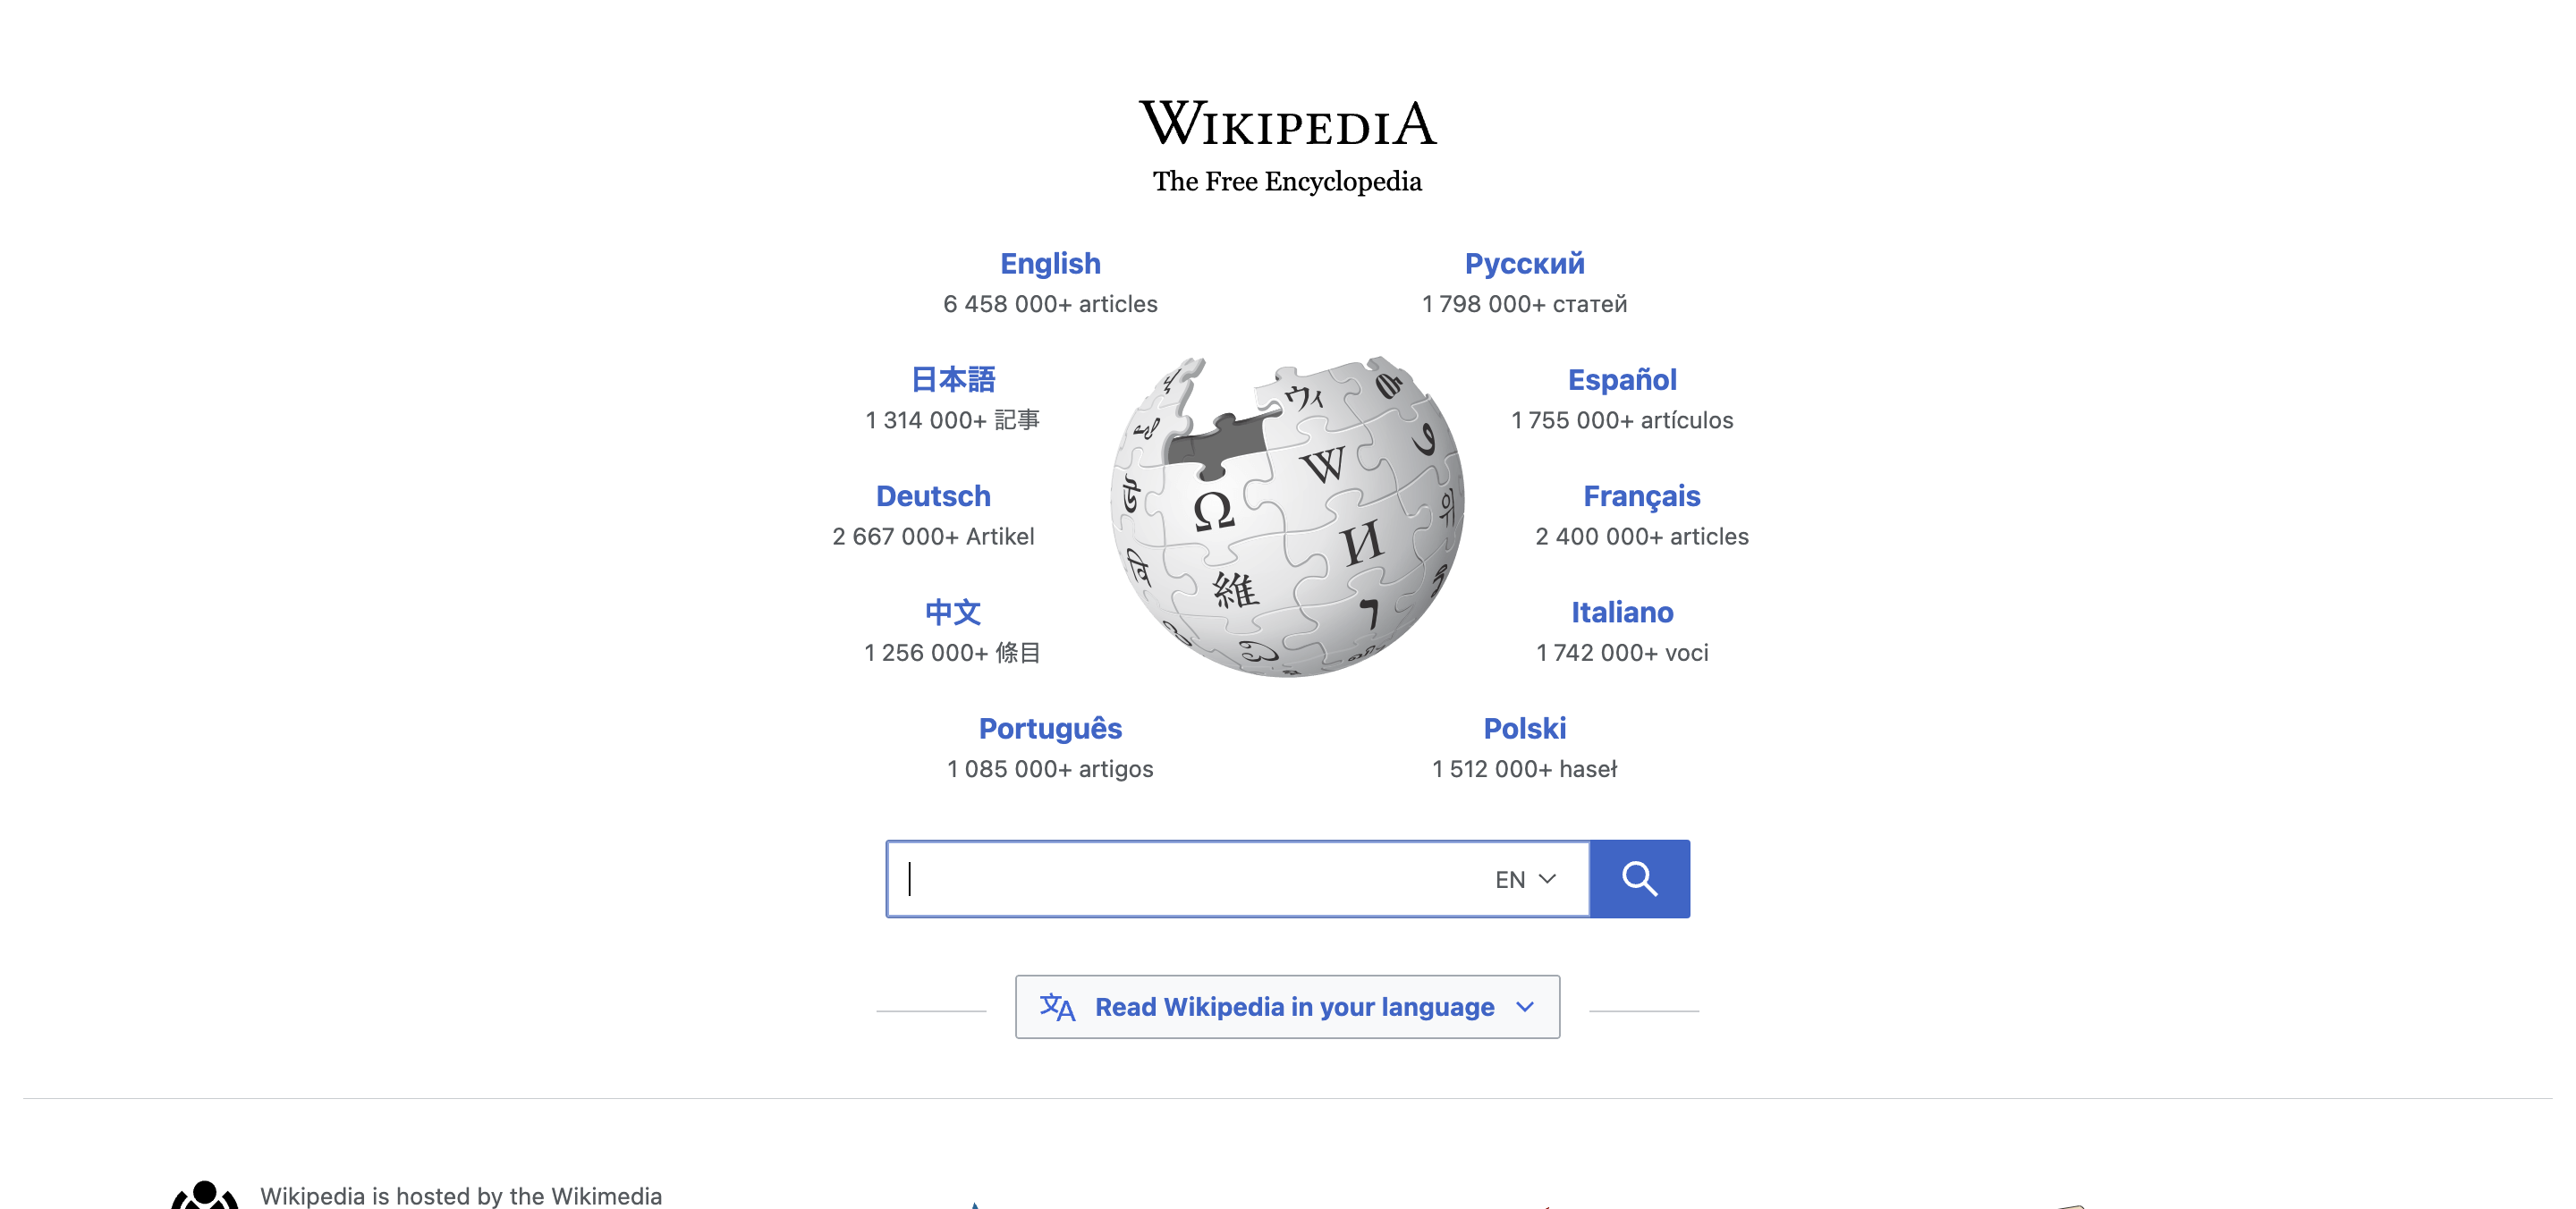 WIKIPEDIA
The Free Encyclopedia
English
6 458 000+ articles
Русский
1 798 000+ статей
日本語
1 314 000+ 記事
Español
1 755 000+ artículos
Deutsch
2 667 000+ Artikel
Français
2 400 000+ articles
中文
1 256 000+ 條目
Italiano
1 742 000+ voci
Português
1 085 000+ artigos
Polski
1 512 000+ haseł
ウィ
W
Ω
И
維
EN
Read Wikipedia in your language
Wikipedia is hosted by the Wikimedia